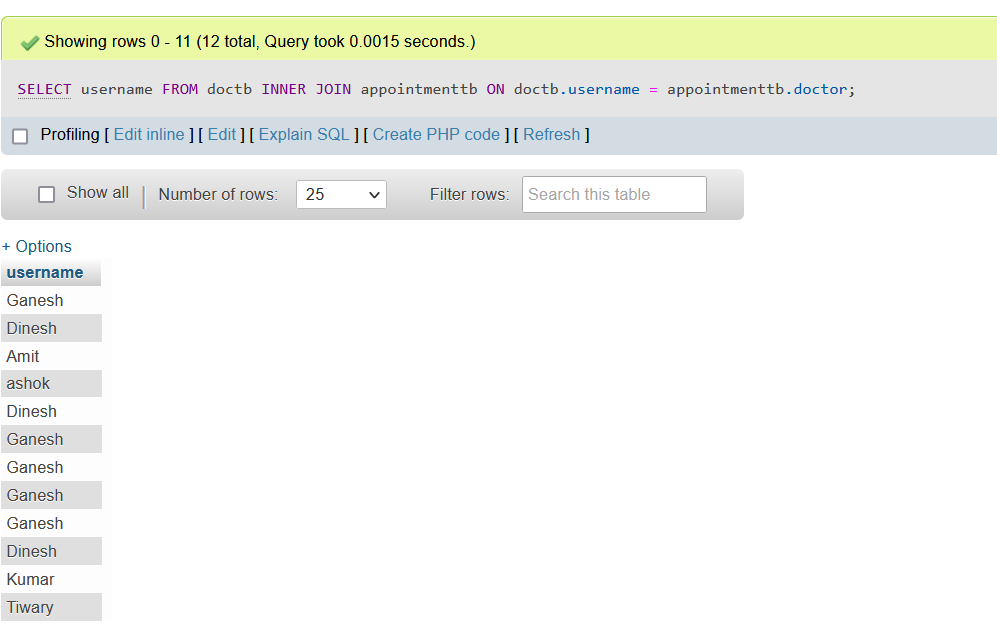 Showing rows 0 - 11 (12 total, Query took 0.0015 seconds.)
SELECT username FROM doctb INNER JOIN appointmenttb ON doctb.username = appointmenttb.doctor;
Profiling [ Edit inline ] [ Edit ] [ Explain SQL ] [ Create PHP code ] [ Refresh ]
Show all | Number of rows: 25 Filter rows: Search this table
+ Options
username
Ganesh
Dinesh
Amit
ashok
Dinesh
Ganesh
Ganesh
Ganesh
Ganesh
Dinesh
Kumar
Tiwary